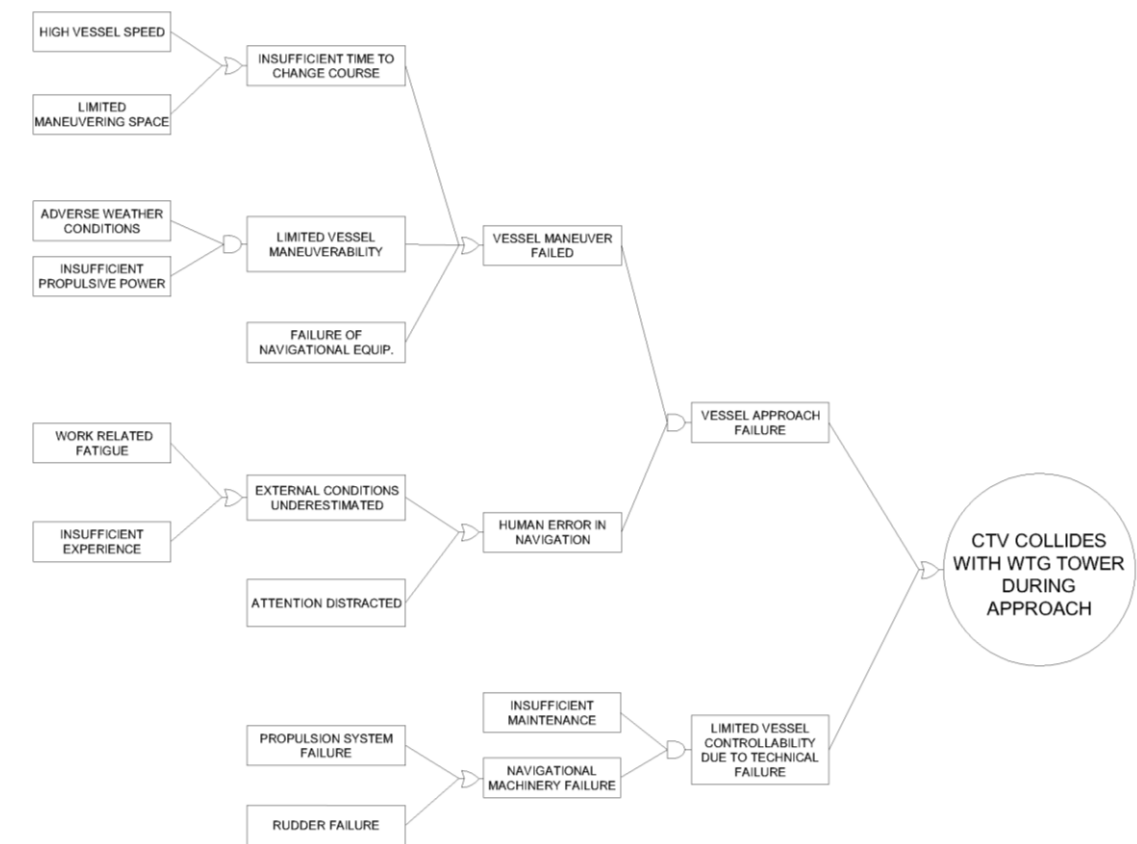 HIGH VESSEL SPEED
LIMITED
MANEUVERING SPACE
INSUFFICIENT TIME TO
CHANGE COURSE
ADVERSE WEATHER
CONDITIONS
INSUFFICIENT
PROPULSIVE POWER
LIMITED VESSEL
MANEUVERABILITY
FAILURE OF
NAVIGATIONAL EQUIP.
VESSEL MANEUVER
FAILED
WORK RELATED
FATIGUE
INSUFFICIENT
EXPERIENCE
EXTERNAL CONDITIONS
UNDERESTIMATED
ATTENTION DISTRACTED
HUMAN ERROR IN
NAVIGATION
VESSEL APPROACH
FAILURE
PROPULSION SYSTEM
FAILURE
RUDDER FAILURE
INSUFFICIENT
MAINTENANCE
NAVIGATIONAL
MACHINERY FAILURE
LIMITED VESSEL
CONTROLLABILITY
DUE TO TECHNICAL
FAILURE
CTV COLLIDES
WITH WTG TOWER
DURING
APPROACH